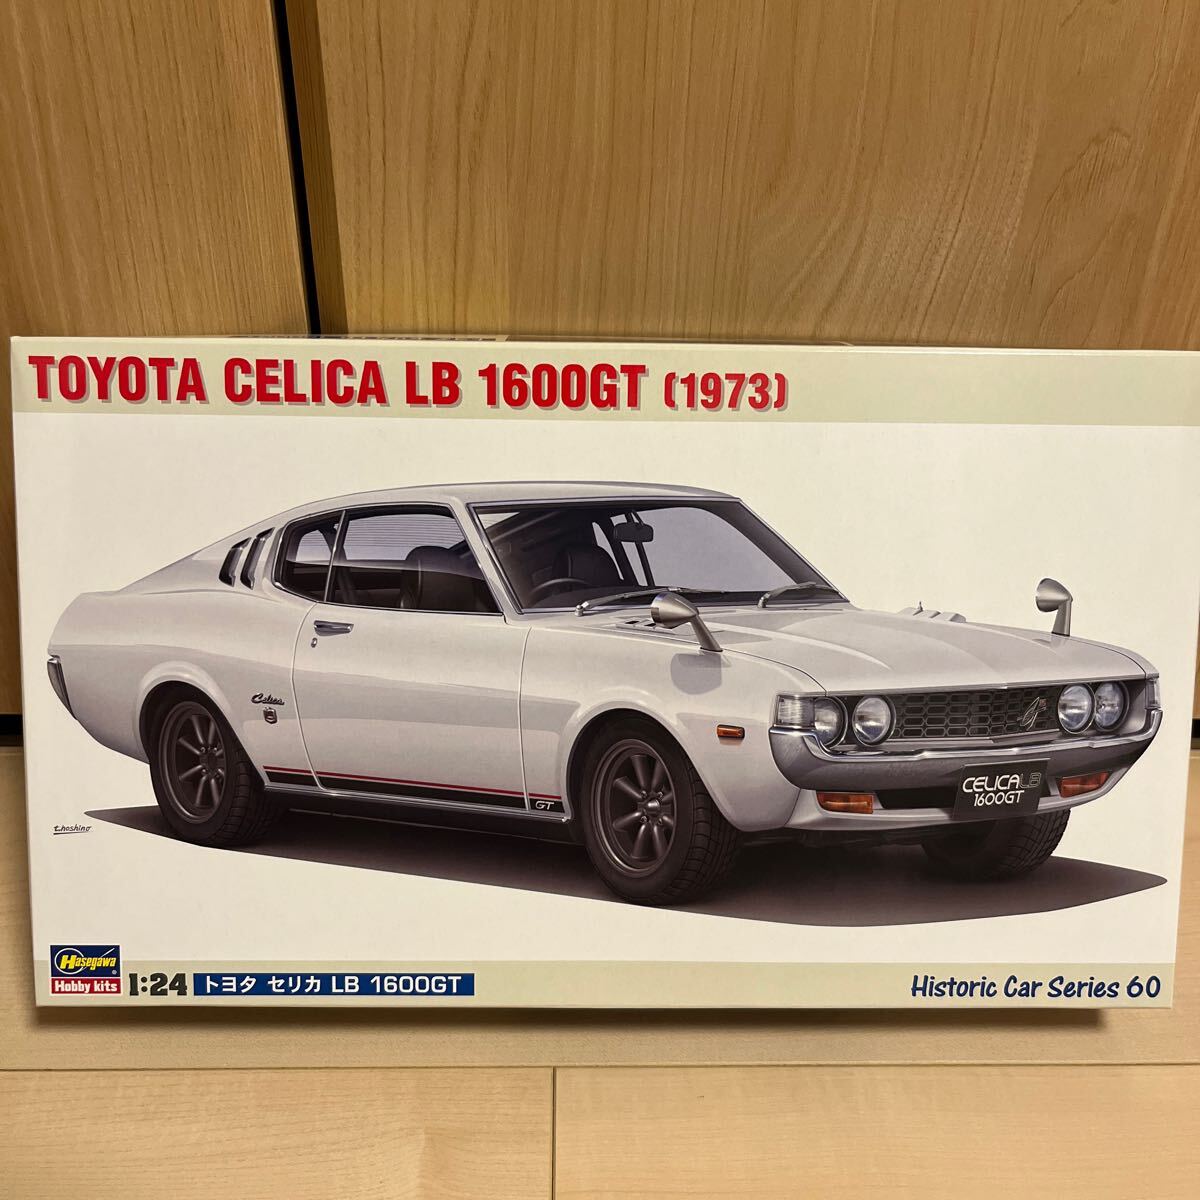 TOYOTA CELICA LB 1600GT (1973)
Celica
GT
CELICA LB
1600GT
t.hoshino
Hasegawa
Hobby kits
1:24
トヨタ セリカ LB 1600GT
Historic Car Series 60